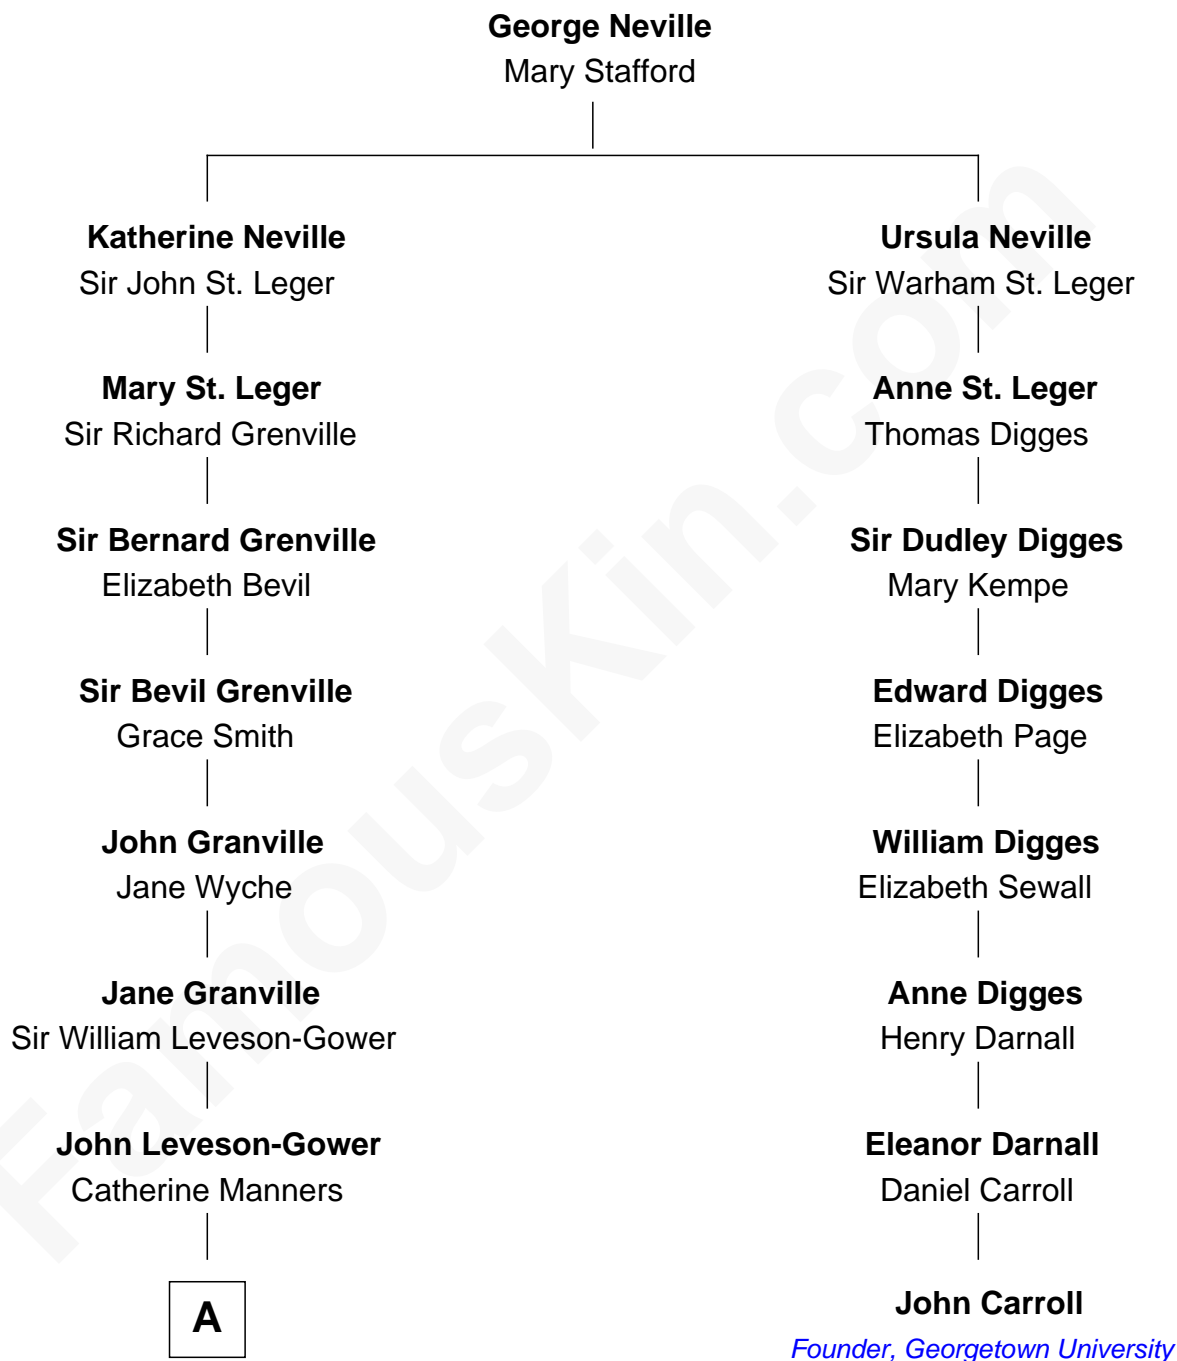 George Neville
Mary Stafford
Katherine Neville
Sir John St. Leger
Ursula Neville
Sir Warham St. Leger
Mary St. Leger
Sir Richard Grenville
Anne St. Leger
Thomas Digges
Sir Bernard Grenville
Elizabeth Bevil
Sir Dudley Digges
Mary Kempe
Sir Bevil Grenville
Grace Smith
Edward Digges
Elizabeth Page
John Granville
Jane Wyche
William Digges
Elizabeth Sewall
Jane Granville
Sir William Leveson-Gower
Anne Digges
Henry Darnall
John Leveson-Gower
Catherine Manners
Eleanor Darnall
Daniel Carroll
A
John Carroll
Founder, Georgetown University
FamousKin.com